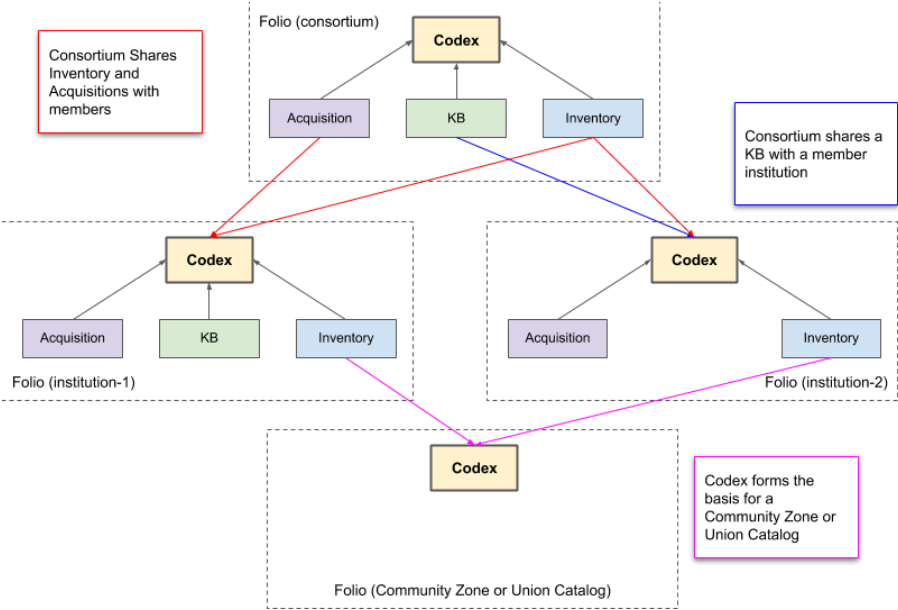 Folio (consortium)
Codex
Consortium Shares
Inventory and
Acquisitions with
members
Acquisition
KB
Inventory
Consortium shares a
KB with a member
institution
Codex
Codex
Acquisition
KB
Inventory
Acquisition
Inventory
Folio (institution-1)
Folio (institution-2)
Codex
Codex forms the
basis for a
Community Zone or
Union Catalog
Folio (Community Zone or Union Catalog)